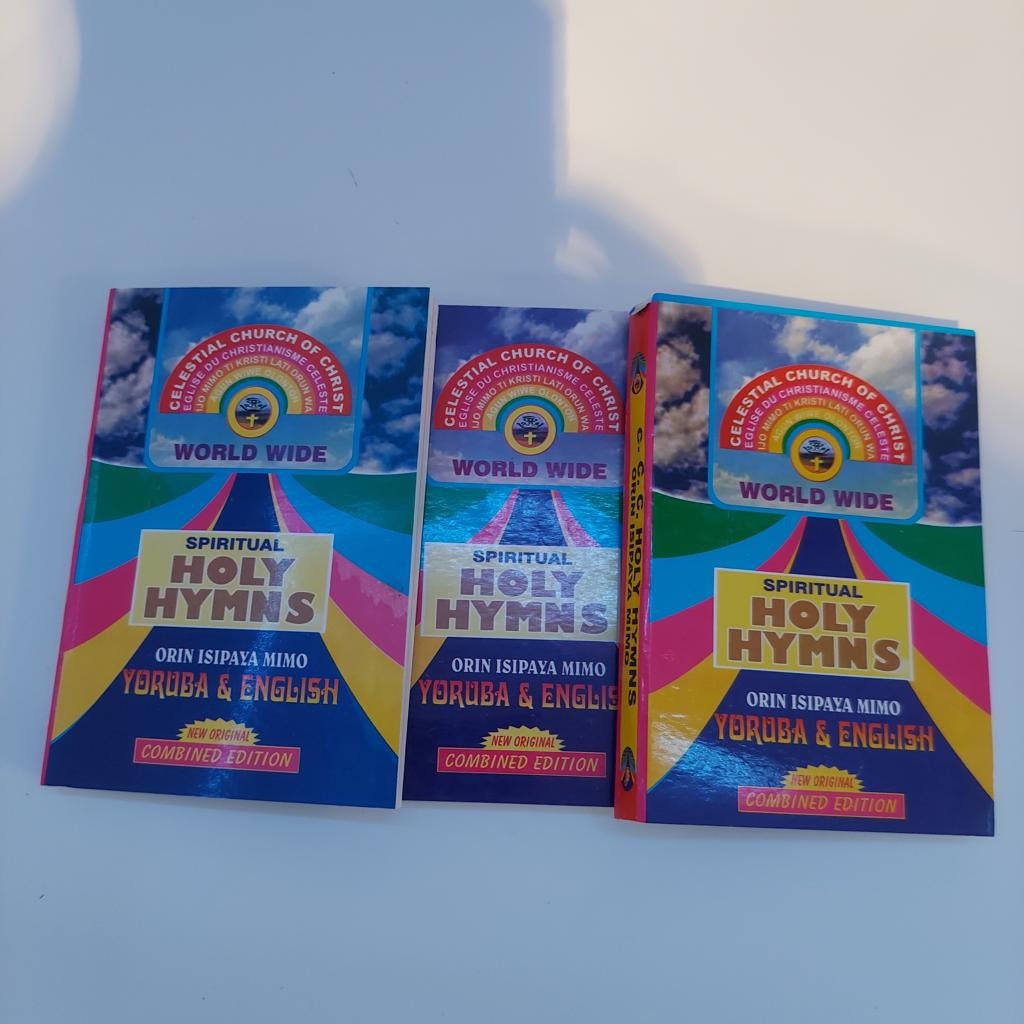 CELESTIAL CHURCH OF CHRIST
EGLISE DU CHRISTIANISME CELESTE
IJO MIMO TI KRISTI LATI ORUN WA
WORLD WIDE
SPIRITUAL
HOLY
HYMNS
ORIN ISIPAYA MIMO
YORUBA & ENGLISH
NEW ORIGINAL
COMBINED EDITION
CELESTIAL CHURCH OF CHRIST
EGLISE DU CHRISTIANISME CELESTE
IJO MIMO TI KRISTI LATI ORUN WA
WORLD WIDE
SPIRITUAL
HOLY
HYMNS
ORIN ISIPAYA MIMO
YORUBA & ENGLIS
NEW ORIGINAL
COMBINED EDITION
C. C. C. HOLY HYMNS
ORIN ISIPAYA MIMO
CELESTIAL CHURCH OF CHRIST
EGLISE DU CHRISTIANISME CELESTE
IJO MIMO TI KRISTI LATI ORUN WA
WORLD WIDE
SPIRITUAL
HOLY
HYMNS
ORIN ISIPAYA MIMO
YORUBA & ENGLISH
NEW ORIGINAL
COMBINED EDITION